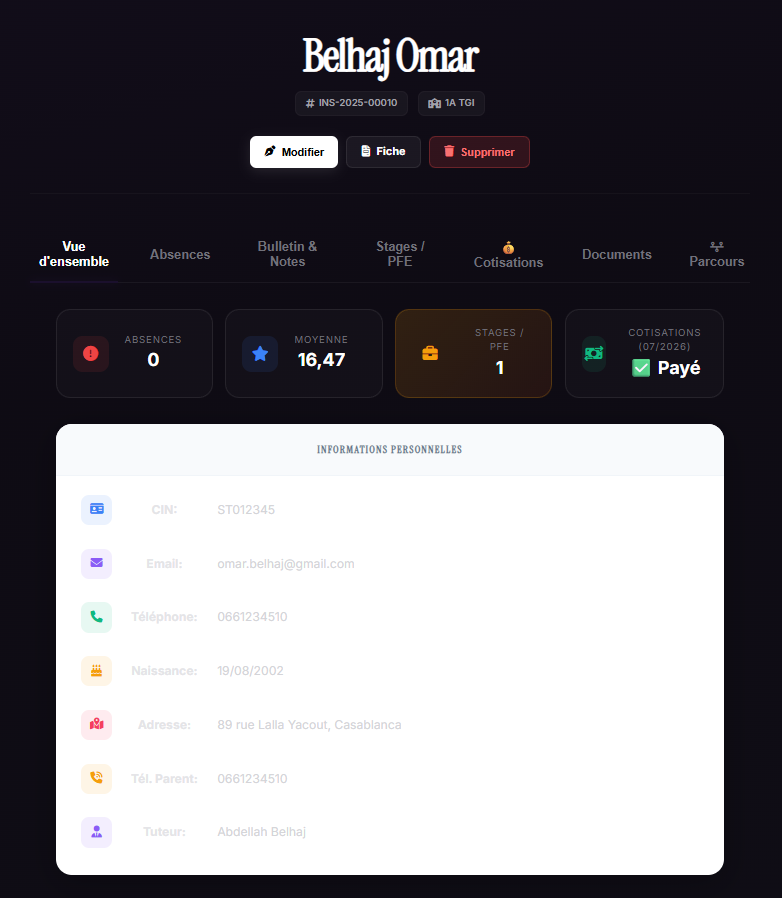 Belhaj Omar
# INS-2025-00010 1A TGI
Modifier Fiche Supprimer
Vue d'ensemble
Absences
Bulletin & Notes
Stages / PFE
💰 Cotisations
Documents
Parcours
ABSENCES
0
MOYENNE
16,47
STAGES / PFE
1
COTISATIONS (07/2026)
✅ Payé
INFORMATIONS PERSONNELLES
CIN: ST012345
Email: omar.belhaj@gmail.com
Téléphone: 0661234510
Naissance: 19/08/2002
Adresse: 89 rue Lalla Yacout, Casablanca
Tél. Parent: 0661234510
Tuteur: Abdellah Belhaj